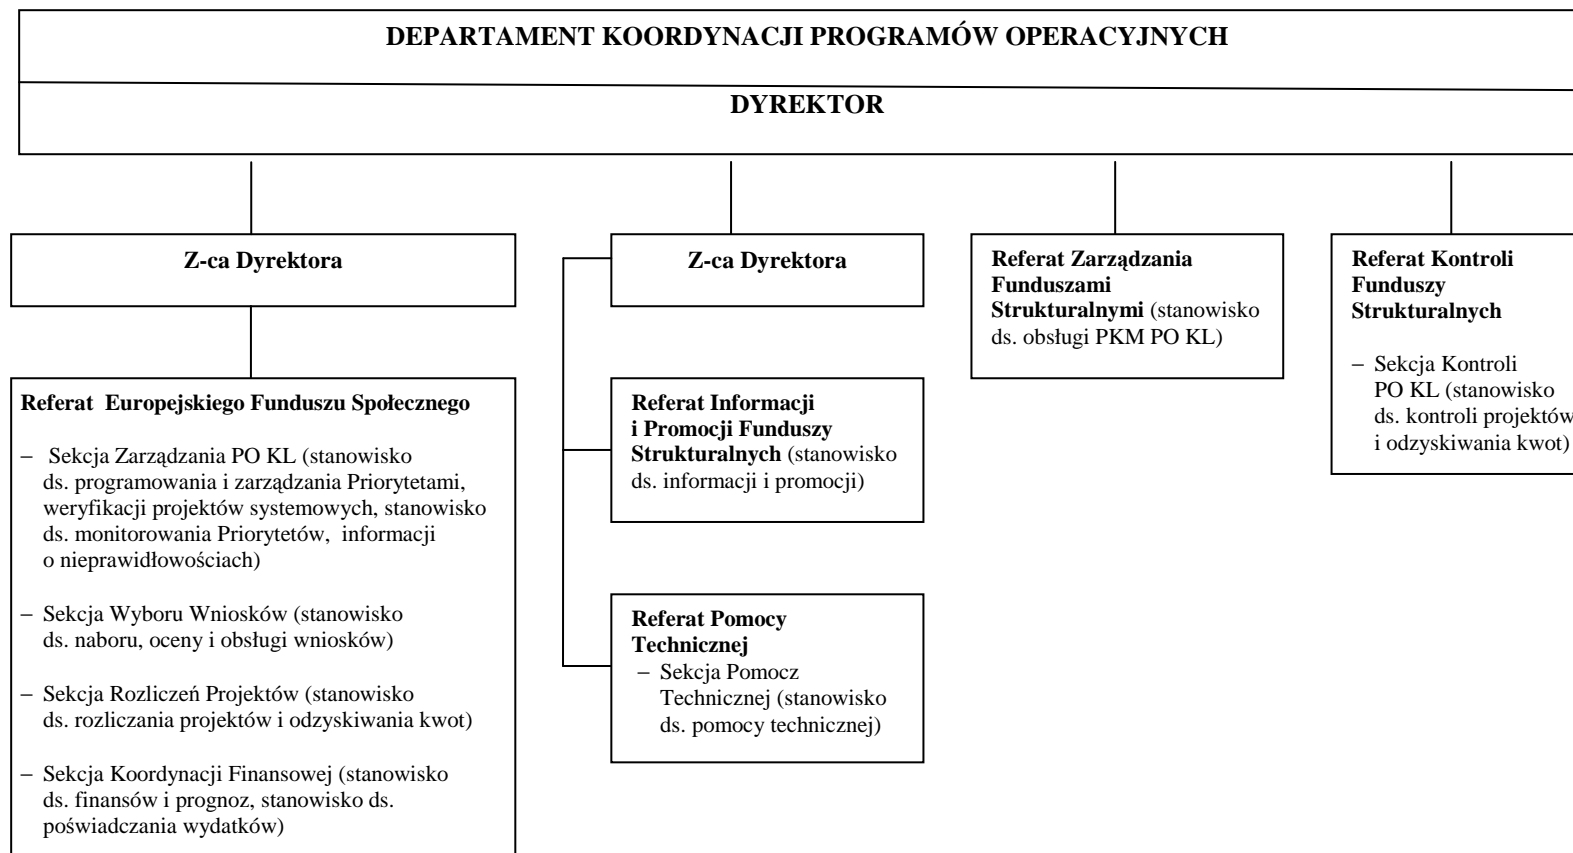 DEPARTAMENT KOORDYNACJI PROGRAMÓW OPERACYJNYCH
DYREKTOR
Z-ca Dyrektora
Referat Europejskiego Funduszu Społecznego
– Sekcja Zarządzania PO KL (stanowisko
ds. programowania i zarządzania Priorytetami,
weryfikacji projektów systemowych, stanowisko
ds. monitorowania Priorytetów, informacji
o nieprawidłowościach)
– Sekcja Wyboru Wniosków (stanowisko
ds. naboru, oceny i obsługi wniosków)
– Sekcja Rozliczeń Projektów (stanowisko
ds. rozliczania projektów i odzyskiwania kwot)
– Sekcja Koordynacji Finansowej (stanowisko
ds. finansów i prognoz, stanowisko ds.
poświadczania wydatków)
Z-ca Dyrektora
Referat Informacji
i Promocji Funduszy
Strukturalnych (stanowisko
ds. informacji i promocji)
Referat Pomocy
Technicznej
– Sekcja Pomocz
Technicznej (stanowisko
ds. pomocy technicznej)
Referat Zarządzania
Funduszami
Strukturalnymi (stanowisko
ds. obsługi PKM PO KL)
Referat Kontroli
Funduszy
Strukturalnych
– Sekcja Kontroli
PO KL (stanowisko
ds. kontroli projektów
i odzyskiwania kwot)